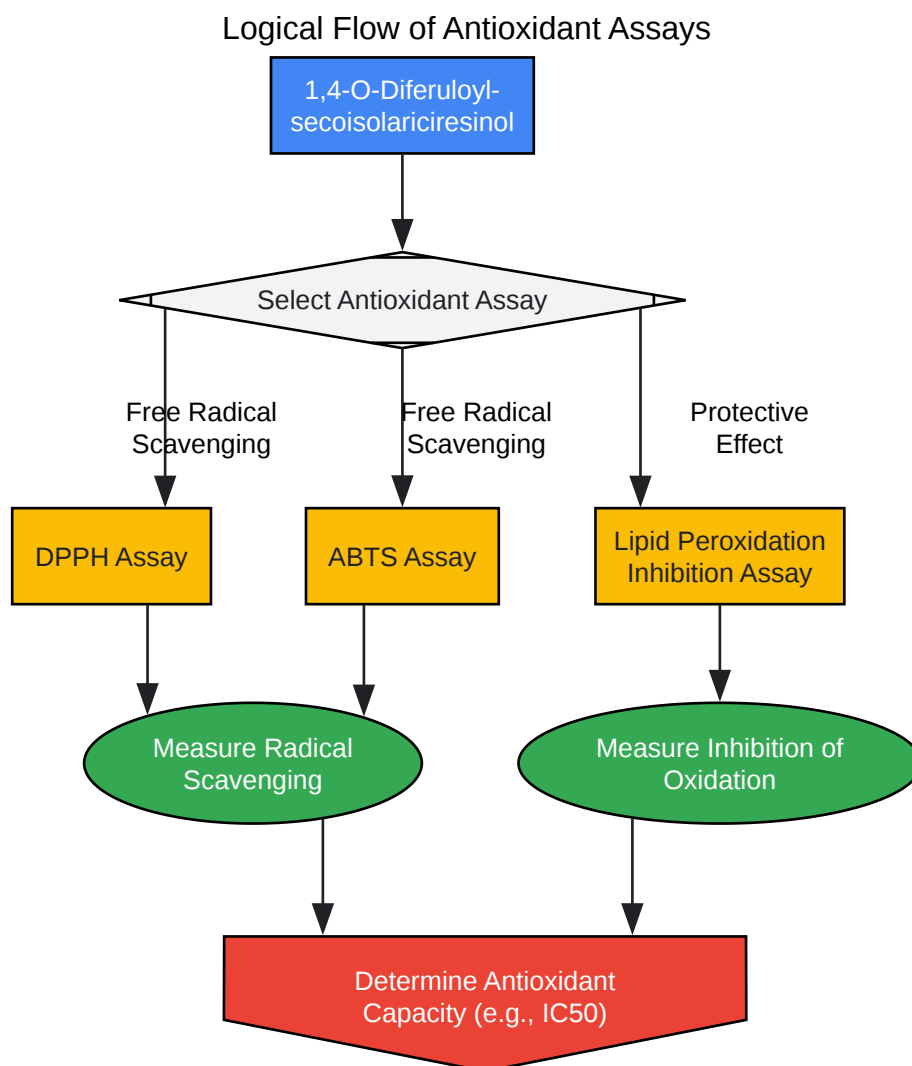 Logical Flow of Antioxidant Assays
1,4-O-Diferuloyl-
secoisolariciresinol
Select Antioxidant Assay
Free Radical
Scavenging
Free Radical
Scavenging
Protective
Effect
DPPH Assay
ABTS Assay
Lipid Peroxidation
Inhibition Assay
Measure Radical
Scavenging
Measure Inhibition of
Oxidation
Determine Antioxidant
Capacity (e.g., IC50)